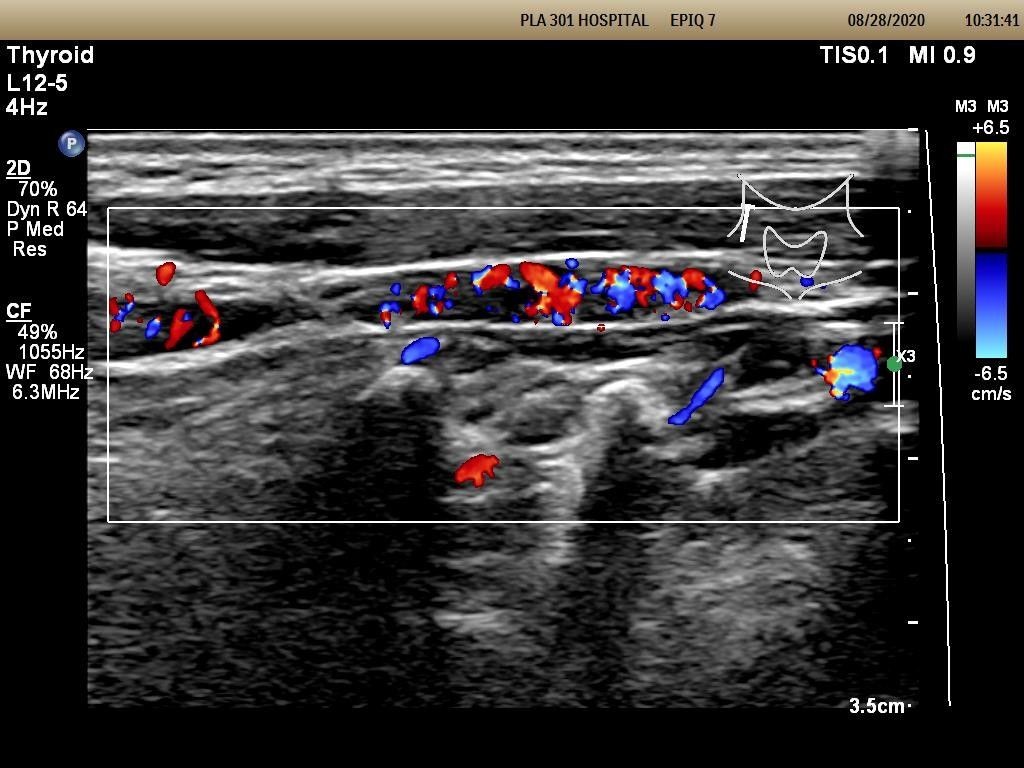 PLA 301 HOSPITAL EPIQ 7 08/28/2020 10:31:41
Thyroid
L12-5
4Hz
TIS0.1 MI 0.9
M3 M3
+6.5
P
2D
70%
Dyn R 64
P Med
Res
CF
49%
1055Hz
WF 68Hz
6.3MHz
X3
-6.5
cm/s
3.5cm